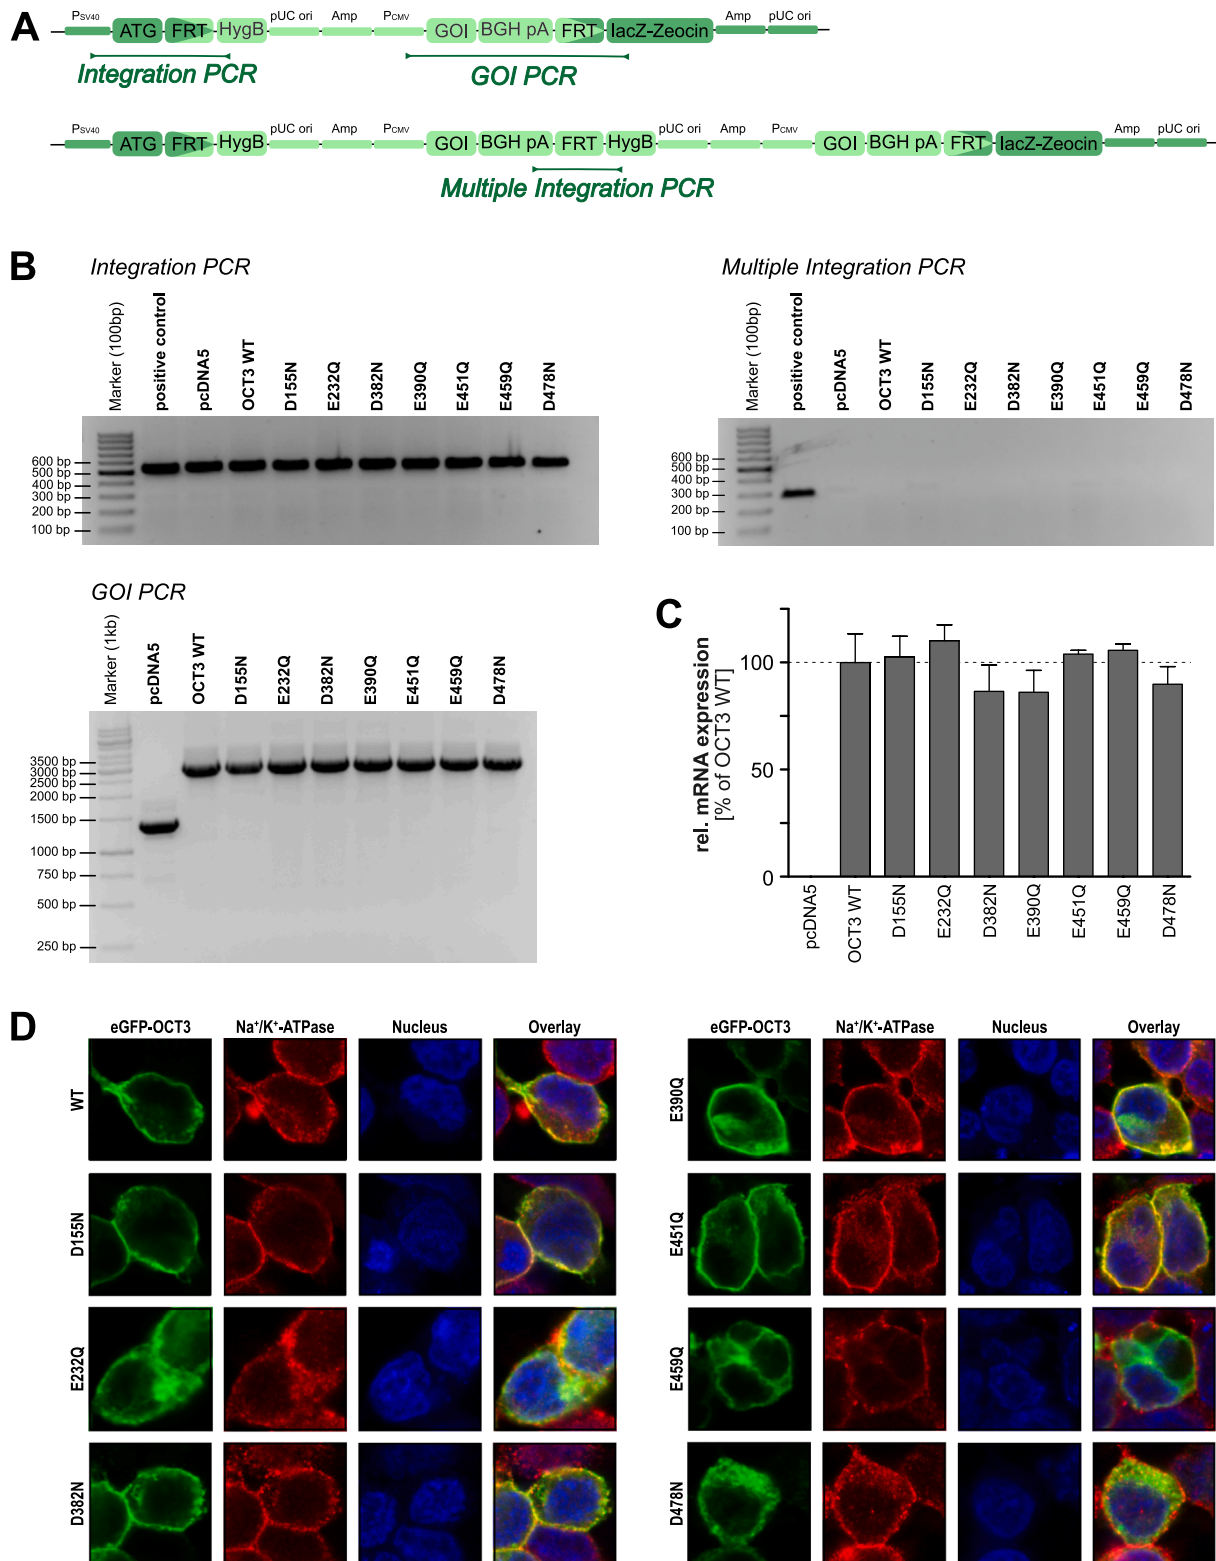 A
PSV40 ATG FRT HygB pUC ori Amp PCMV GOI BGH pA FRT lacZ-Zeocin Amp pUC ori
Integration PCR GOI PCR
PSV40 ATG FRT HygB pUC ori Amp PCMV GOI BGH pA FRT HygB pUC ori Amp PCMV GOI BGH pA FRT lacZ-Zeocin Amp pUC ori
Multiple Integration PCR
B
Integration PCR
Marker (100bp)
positive control
pcDNA5
OCT3 WT
D155N
E232Q
D382N
E390Q
E451Q
E459Q
D478N
600 bp
500 bp
400 bp
300 bp
200 bp
100 bp
Multiple Integration PCR
Marker (100bp)
positive control
pcDNA5
OCT3 WT
D155N
E232Q
D382N
E390Q
E451Q
E459Q
D478N
600 bp
500 bp
400 bp
300 bp
200 bp
100 bp
GOI PCR
Marker (1kb)
pcDNA5
OCT3 WT
D155N
E232Q
D382N
E390Q
E451Q
E459Q
D478N
3500 bp
3000 bp
2500 bp
2000 bp
1500 bp
1000 bp
750 bp
500 bp
250 bp
C
rel. mRNA expression
[% of OCT3 WT]
100
50
0
pcDNA5
OCT3 WT
D155N
E232Q
D382N
E390Q
E451Q
E459Q
D478N
D
eGFP-OCT3 Na⁺/K⁺-ATPase Nucleus Overlay
WT
D155N
E232Q
D382N
eGFP-OCT3 Na⁺/K⁺-ATPase Nucleus Overlay
E390Q
E451Q
E459Q
D478N